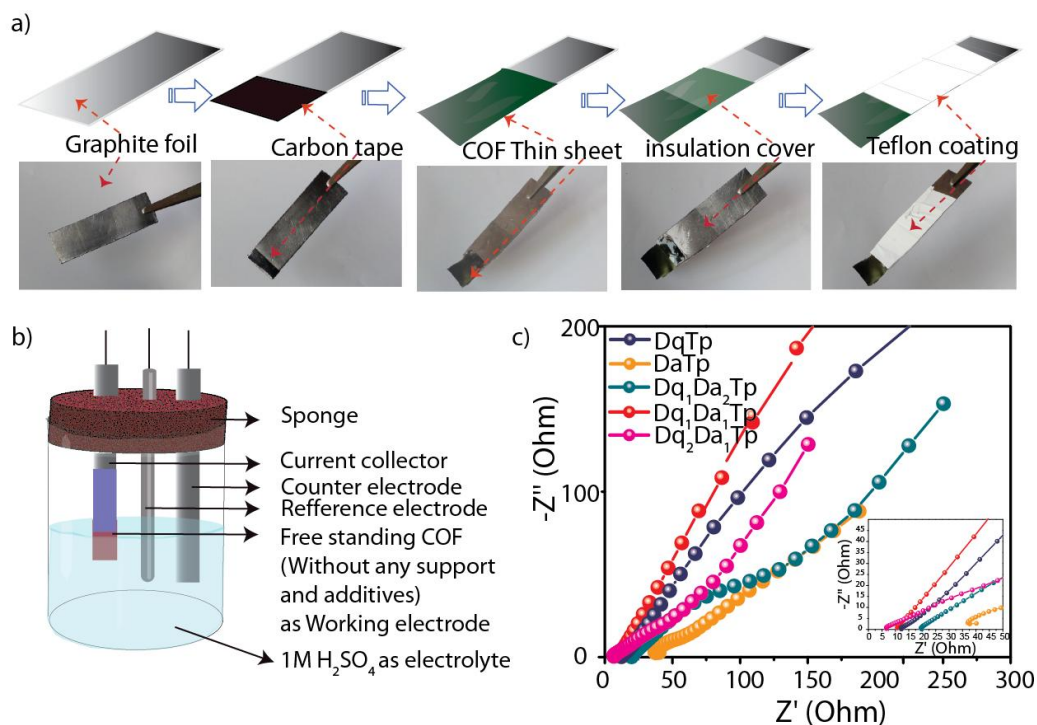 a)
Graphite foil
Carbon tape
COF Thin sheet
insulation cover
Teflon coating
b)
Sponge
Current collector
Counter electrode
Refference electrode
Free standing COF
(Without any support
and additives)
as Working electrode
1M H₂SO₄ as electrolyte
c)
DqTp
DaTp
Dq₁Da₂Tp
Dq₁Da₁Tp
Dq₂Da₁Tp
-Z'' (Ohm)
200
100
0
0 50 100 150 200 250 300
Z' (Ohm)
-Z'' (Ohm)
50
45
40
35
30
25
20
15
10
5
0
0 5 10 15 20 25 30 35 40 45 50
Z' (Ohm)